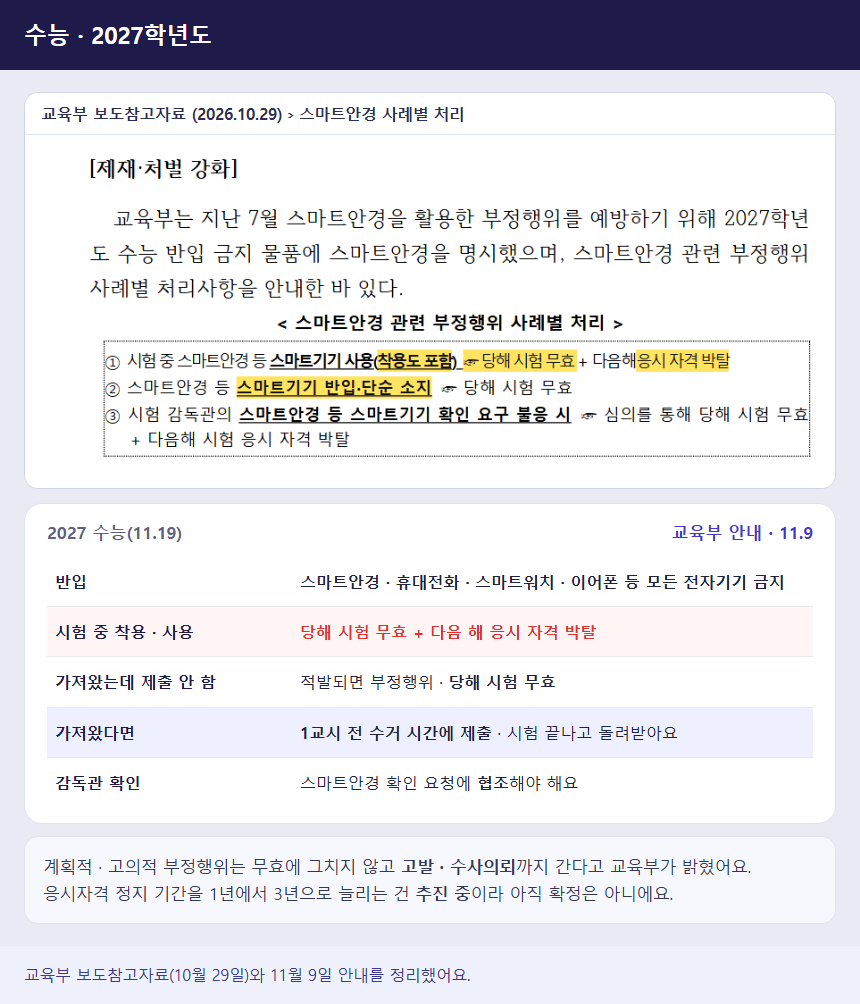 수능 · 2027학년도
교육부 보도참고자료 (2026.10.29) › 스마트안경 사례별 처리
[제재·처벌 강화]
교육부는 지난 7월 스마트안경을 활용한 부정행위를 예방하기 위해 2027학년
도 수능 반입 금지 물품에 스마트안경을 명시했으며, 스마트안경 관련 부정행위
사례별 처리사항을 안내한 바 있다.
< 스마트안경 관련 부정행위 사례별 처리 >
① 시험 중 스마트안경 등 스마트기기 사용(착용도 포함) ☞ 당해 시험 무효 + 다음해 응시 자격 박탈
② 스마트안경 등 스마트기기 반입·단순 소지 ☞ 당해 시험 무효
③ 시험 감독관의 스마트안경 등 스마트기기 확인 요구 불응 시 ☞ 심의를 통해 당해 시험 무효
+ 다음해 시험 응시 자격 박탈
2027 수능(11.19) 교육부 안내 · 11.9
반입 스마트안경 · 휴대전화 · 스마트워치 · 이어폰 등 모든 전자기기 금지
시험 중 착용 · 사용 당해 시험 무효 + 다음 해 응시 자격 박탈
가져왔는데 제출 안 함 적발되면 부정행위 · 당해 시험 무효
가져왔다면 1교시 전 수거 시간에 제출 · 시험 끝나고 돌려받아요
감독관 확인 스마트안경 확인 요청에 협조해야 해요
계획적 · 고의적 부정행위는 무효에 그치지 않고 고발 · 수사의뢰까지 간다고 교육부가 밝혔어요.
응시자격 정지 기간을 1년에서 3년으로 늘리는 건 추진 중이라 아직 확정은 아니에요.
교육부 보도참고자료(10월 29일)와 11월 9일 안내를 정리했어요.